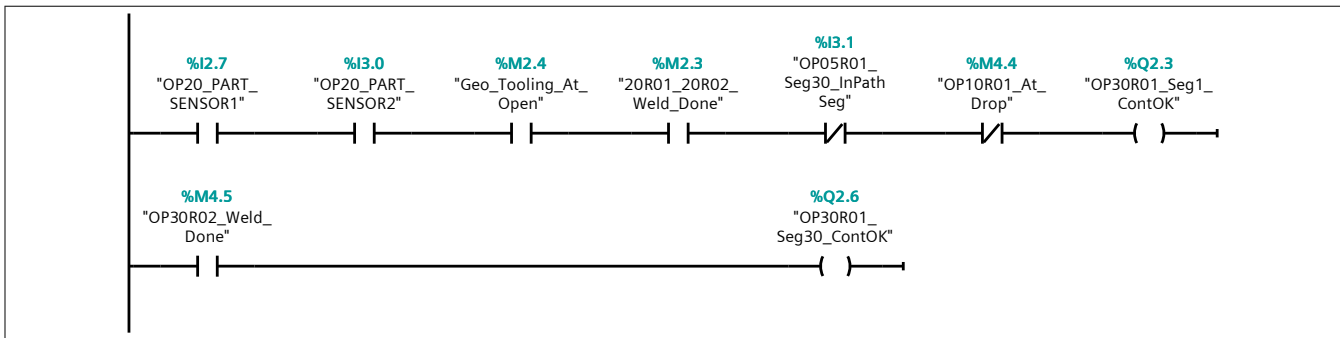 %I3.1
%I2.7
"OP20_PART_
SENSOR1"
%I3.0
"OP20_PART_
SENSOR2"
%M2.4
"Geo_Tooling_At_
Open"
%M2.3
"20R01_20R02_
Weld_Done"
"OP05R01_
Seg30_InPath
Seg"
%M4.4
"OP10R01_At_
Drop"
%Q2.3
"OP30R01_Seg1_
ContOK"
%M4.5
"OP30R02_Weld_
Done"
%Q2.6
"OP30R01_
Seg30_ContOK"